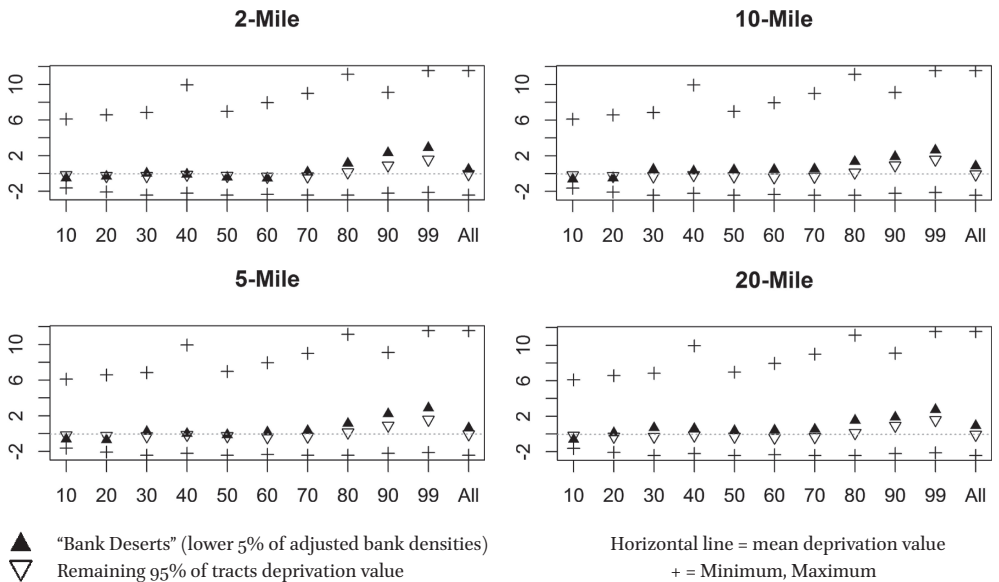 2-Mile
10
6
2
-2
10 20 30 40 50 60 70 80 90 99 All
10-Mile
10
6
2
-2
10 20 30 40 50 60 70 80 90 99 All
5-Mile
10
6
2
-2
10 20 30 40 50 60 70 80 90 99 All
20-Mile
10
6
2
-2
10 20 30 40 50 60 70 80 90 99 All
"Bank Deserts" (lower 5% of adjusted bank densities)
Remaining 95% of tracts deprivation value
Horizontal line = mean deprivation value
+ = Minimum, Maximum